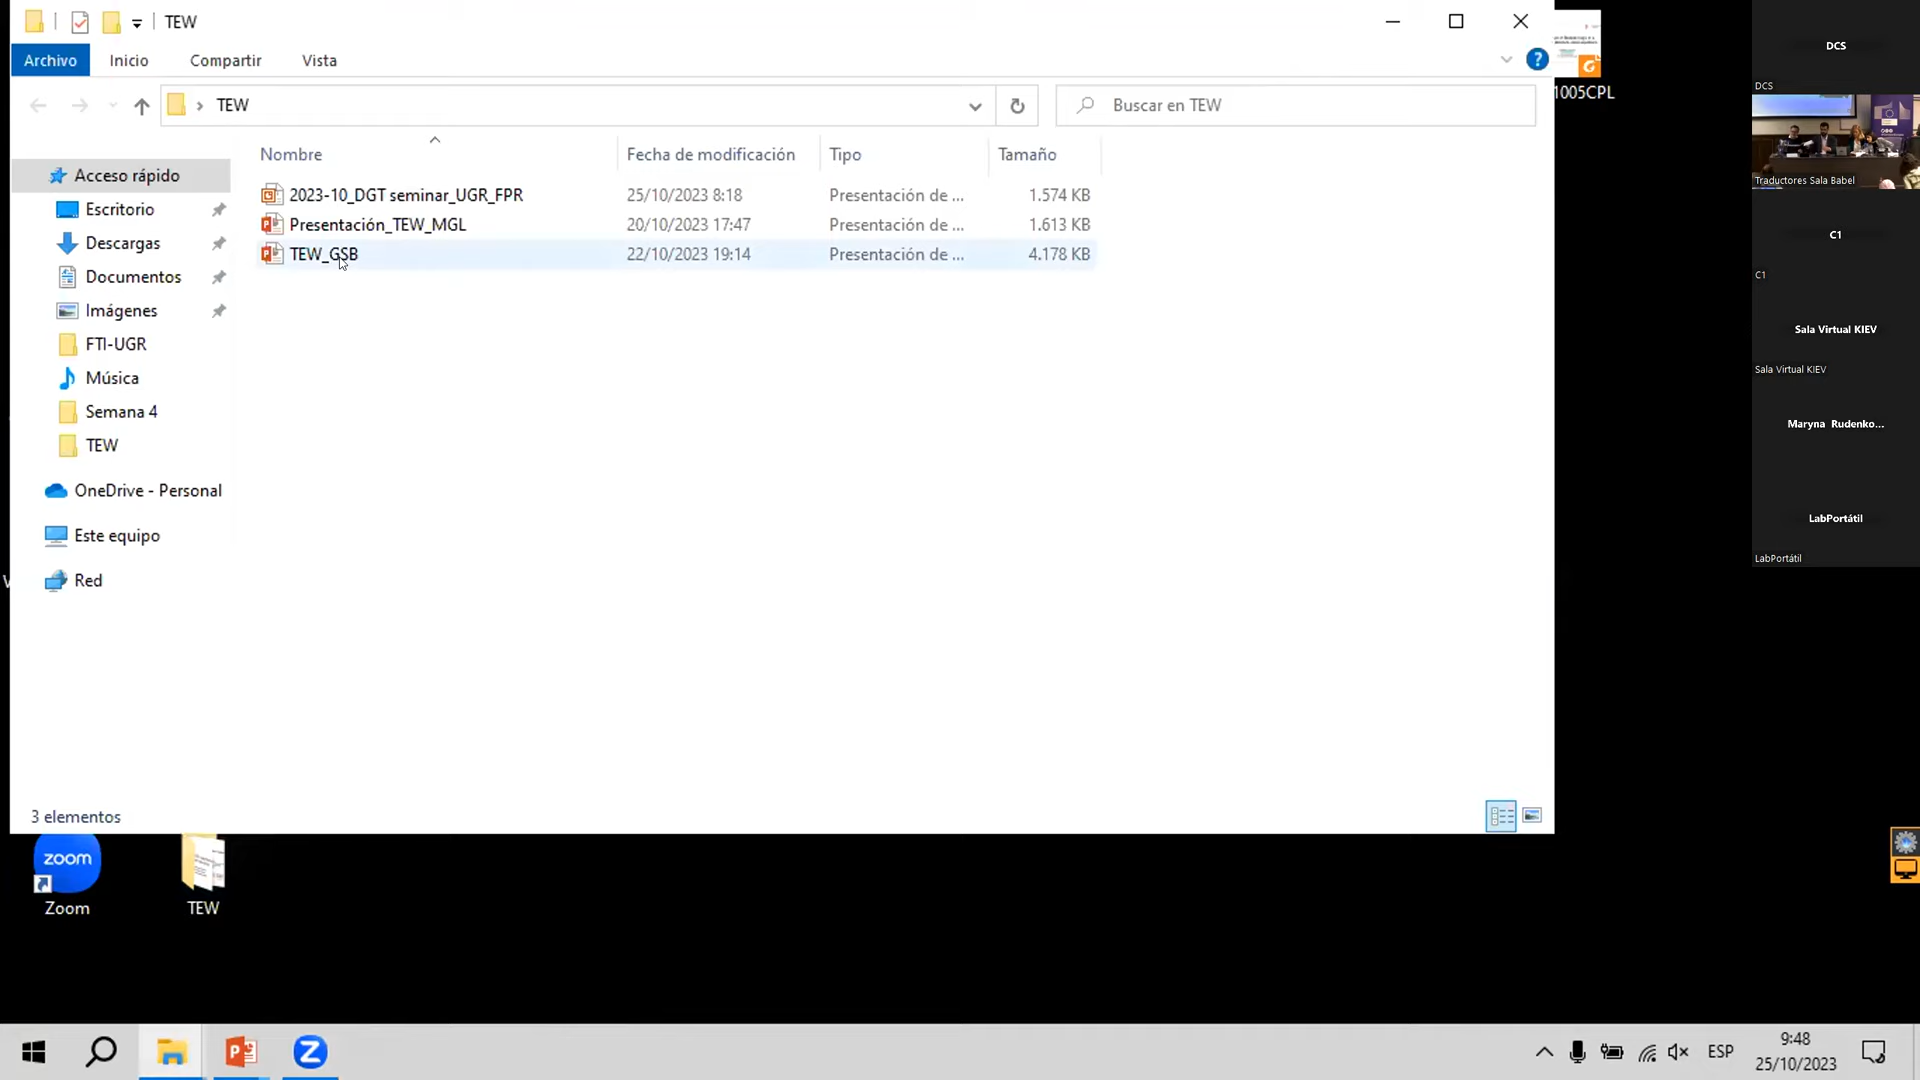 TEW
Archivo
Inicio
Compartir
Vista
TEW
Buscar en TEW
Nombre
Fecha de modificación
Tipo
Tamaño
Acceso rápido
Escritorio
Descargas
Documentos
Imágenes
FTI-UGR
Música
Semana 4
TEW
OneDrive - Personal
Este equipo
Red
2023-10_DGT seminar_UGR_FPR 25/10/2023 8:18 Presentación de ... 1.574 KB
Presentación_TEW_MGL 20/10/2023 17:47 Presentación de ... 1.613 KB
TEW_GSB 22/10/2023 19:14 Presentación de ... 4.178 KB
3 elementos
1005CPL
DCS
DCS
Traductores Sala Babel
C1
C1
Sala Virtual KIEV
Sala Virtual KIEV
Maryna Rudenko...
LabPortátil
LabPortátil
zoom
Zoom
TEW
ESP
9:48
25/10/2023